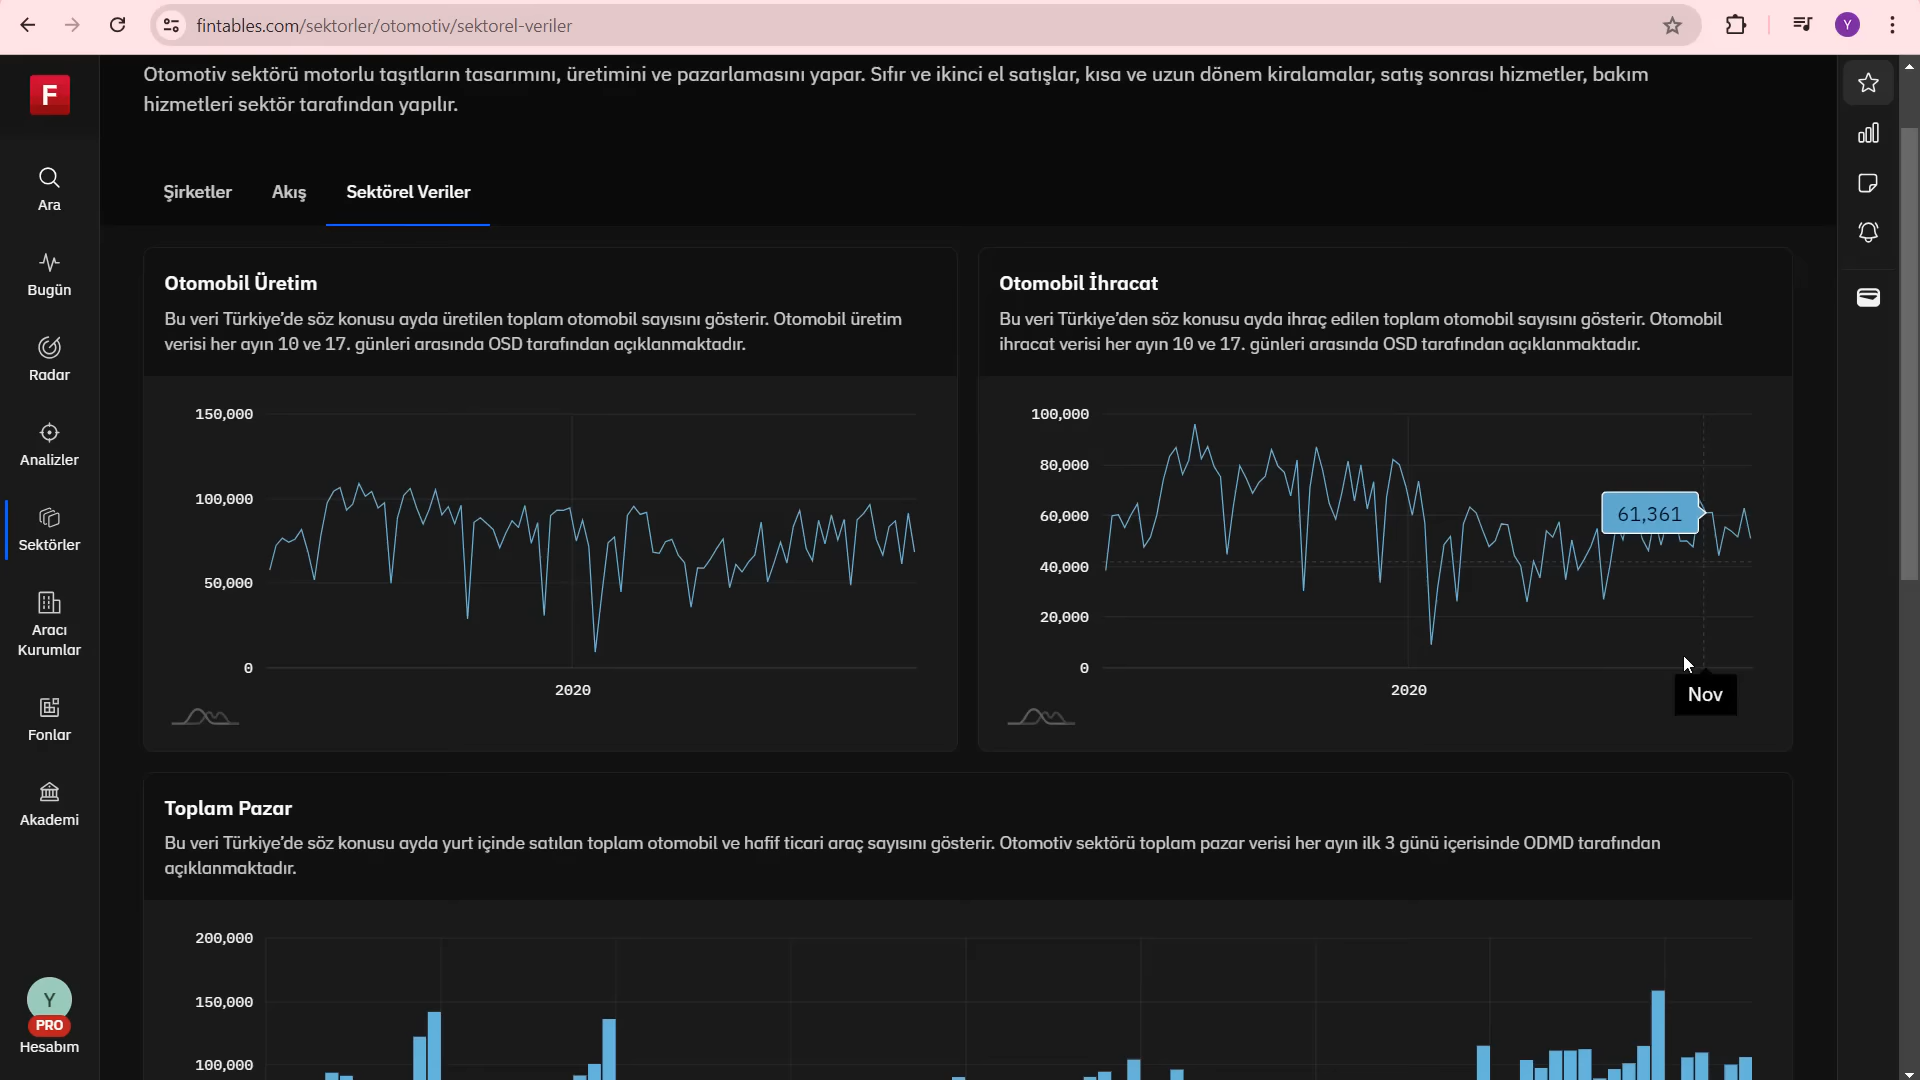 fintables.com/sektorler/otomotiv/sektorel-veriler
Y
F
Ara
Bugün
Radar
Analizler
Sektörler
Aracı
Kurumlar
Fonlar
Akademi
Y
PRO
Hesabım
Otomotiv sektörü motorlu taşıtların tasarımını, üretimini ve pazarlamasını yapar. Sıfır ve ikinci el satışlar, kısa ve uzun dönem kiralamalar, satış sonrası hizmetler, bakım
hizmetleri sektör tarafından yapılır.
Şirketler Akış Sektörel Veriler
Otomobil Üretim
Bu veri Türkiye’de söz konusu ayda üretilen toplam otomobil sayısını gösterir. Otomobil üretim
verisi her ayın 10 ve 17. günleri arasında OSD tarafından açıklanmaktadır.
150,000
100,000
50,000
0
2020
Otomobil İhracat
Bu veri Türkiye’den söz konusu ayda ihraç edilen toplam otomobil sayısını gösterir. Otomobil
ihracat verisi her ayın 10 ve 17. günleri arasında OSD tarafından açıklanmaktadır.
100,000
80,000
60,000
40,000
20,000
0
61,361
2020
Nov
Toplam Pazar
Bu veri Türkiye’de söz konusu ayda yurt içinde satılan toplam otomobil ve hafif ticari araç sayısını gösterir. Otomotiv sektörü toplam pazar verisi her ayın ilk 3 günü içerisinde ODMD tarafından
açıklanmaktadır.
200,000
150,000
100,000